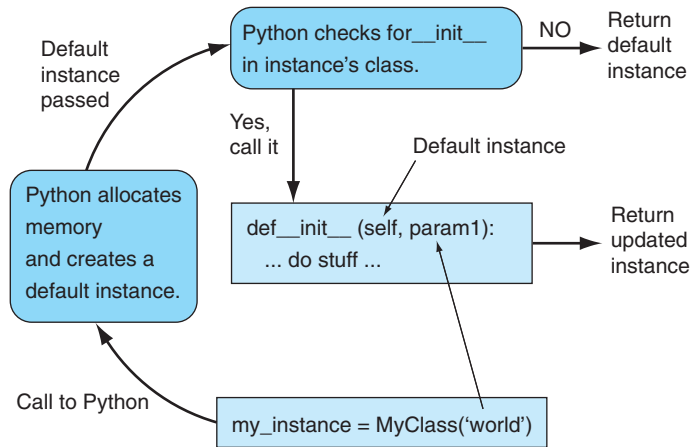 Default
instance
passed
Python checks for__init__
in instance's class.
NO
Return
default
instance
Yes,
call it
Default instance
Python allocates
memory
and creates a
default instance.
def__init__ (self, param1):
... do stuff ...
Return
updated
instance
Call to Python
my_instance = MyClass(‘world’)